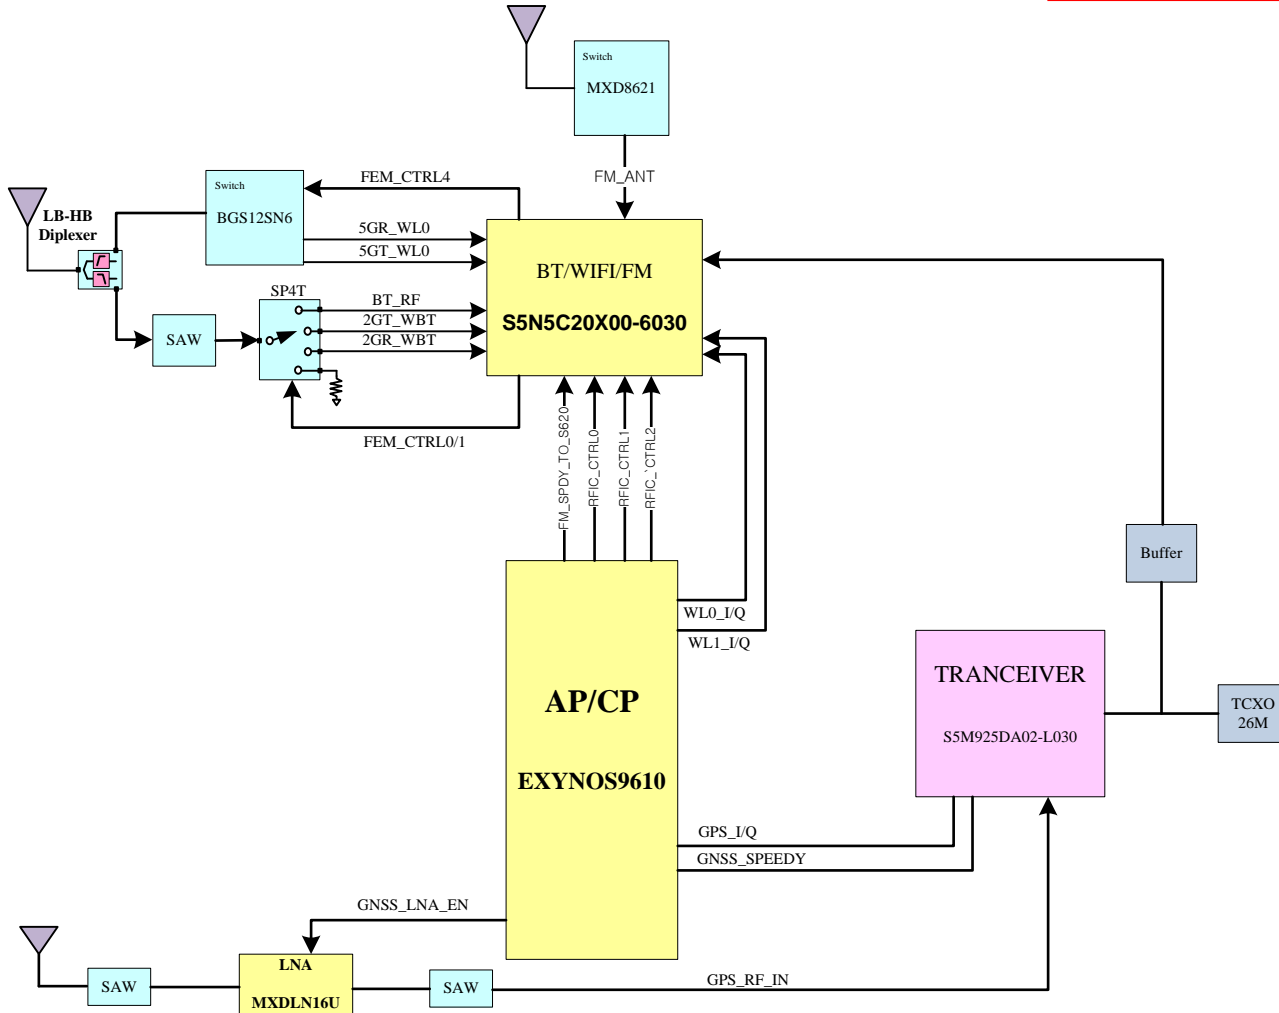 Switch
MXD8621
FM_ANT
FEM_CTRL4
Switch
BGS12SN6
LB-HB
Diplexer
5GR_WL0
5GT_WL0
BT/WIFI/FM
S5N5C20X00-6030
SP4T
BT_RF
2GT_WBT
2GR_WBT
SAW
FEM_CTRL0/1
FM_SPDY_TO_S620
RFIC_CTRL0
RFIC_CTRL1
RFIC_`CTRL2
Buffer
WL0_I/Q
WL1_I/Q
AP/CP
EXYNOS9610
TRANCEIVER
S5M925DA02-L030
TCXO
26M
GPS_I/Q
GNSS_SPEEDY
GNSS_LNA_EN
SAW
LNA
MXDLN16U
SAW
GPS_RF_IN